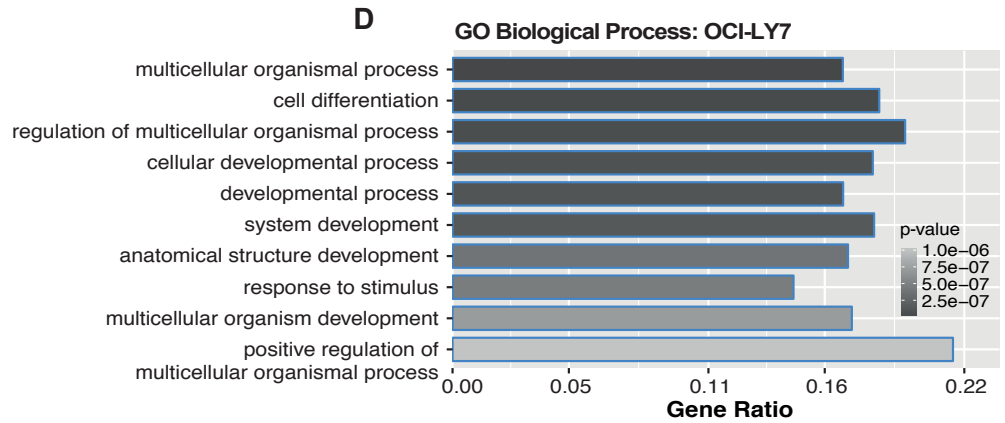 D
GO Biological Process: OCI-LY7
multicellular organismal process
cell differentiation
regulation of multicellular organismal process
cellular developmental process
developmental process
system development
anatomical structure development
response to stimulus
multicellular organism development
positive regulation of
multicellular organismal process
p-value
1.0e−06
7.5e−07
5.0e−07
2.5e−07
0.00 0.05 0.11 0.16 0.22
Gene Ratio